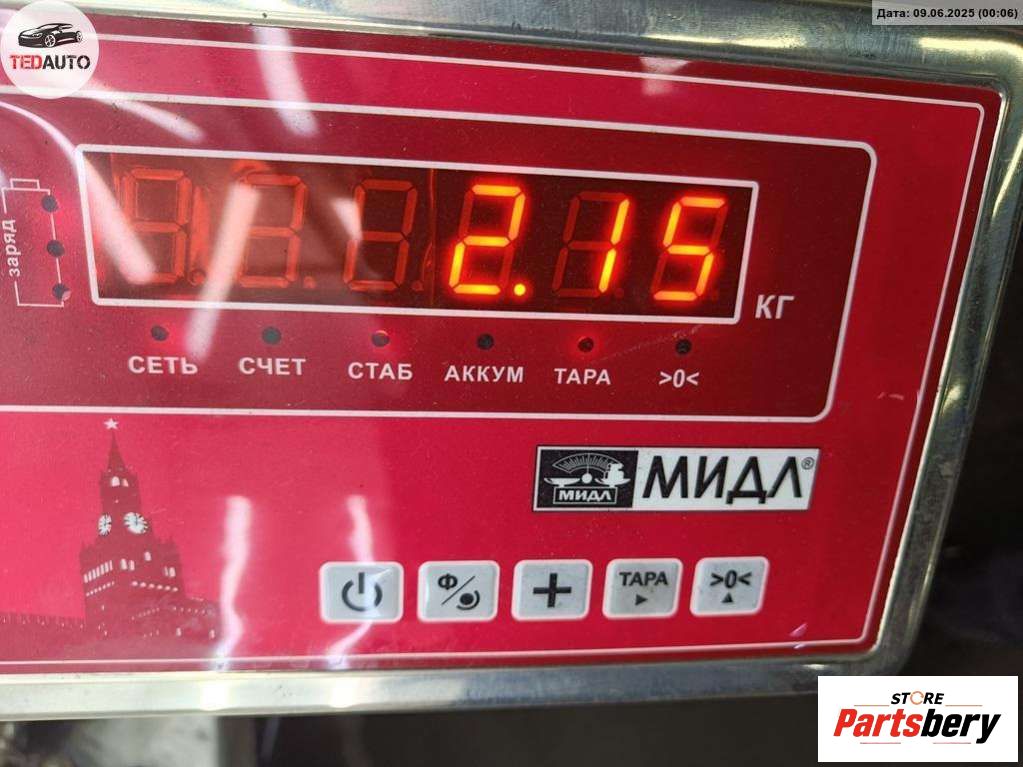 Дата: 09.06.2025 (00:06)
TEDAUTO
заряд
2.15
КГ
СЕТЬ СЧЕТ СТАБ АККУМ ТАРА >0<
МИДЛ МИДЛ®
Ф ТАРА >0<
STORE
Partsbery